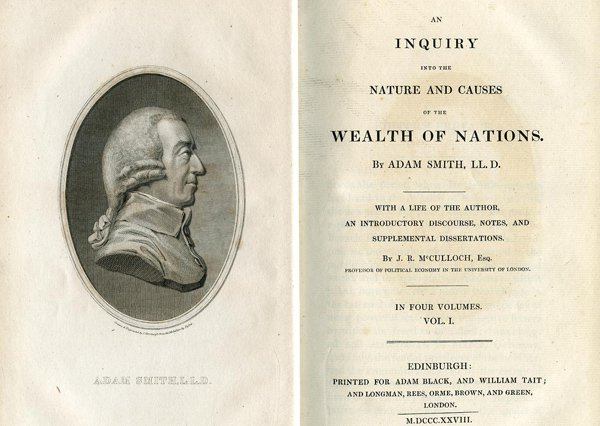 ADAM SMITH, L.L.D.
AN
INQUIRY
INTO THE
NATURE AND CAUSES
OF THE
WEALTH OF NATIONS.
By ADAM SMITH, LL. D.
WITH A LIFE OF THE AUTHOR,
AN INTRODUCTORY DISCOURSE, NOTES, AND
SUPPLEMENTAL DISSERTATIONS.
By J. R. McCULLOCH, Esq.
PROFESSOR OF POLITICAL ECONOMY IN THE UNIVERSITY OF LONDON.
IN FOUR VOLUMES.
VOL. I.
EDINBURGH:
PRINTED FOR ADAM BLACK, AND WILLIAM TAIT;
AND LONGMAN, REES, ORME, BROWN, AND GREEN,
LONDON.
M.DCCC.XXVIII.